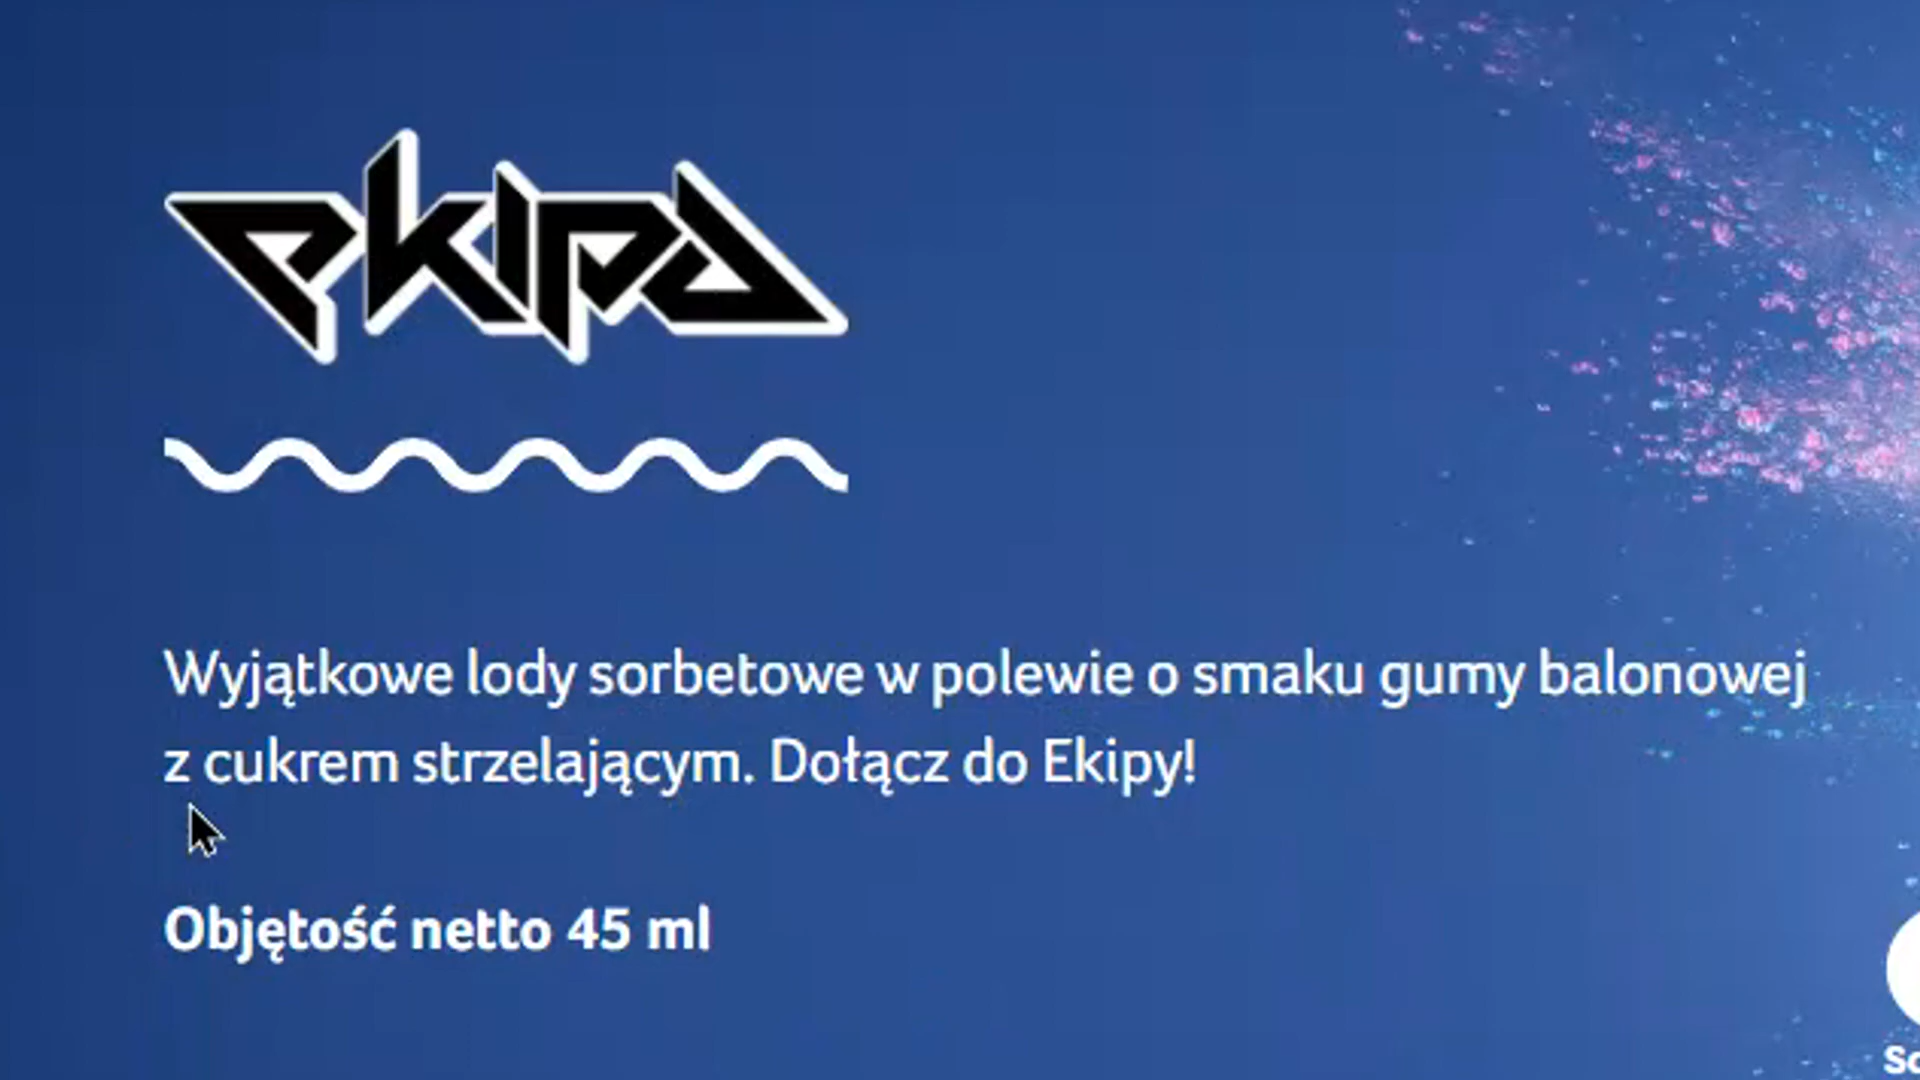 ekipa
Wyjątkowe lody sorbetowe w polewie o smaku gumy balonowej
z cukrem strzelającym. Dołącz do Ekipy!
Objętość netto 45 ml